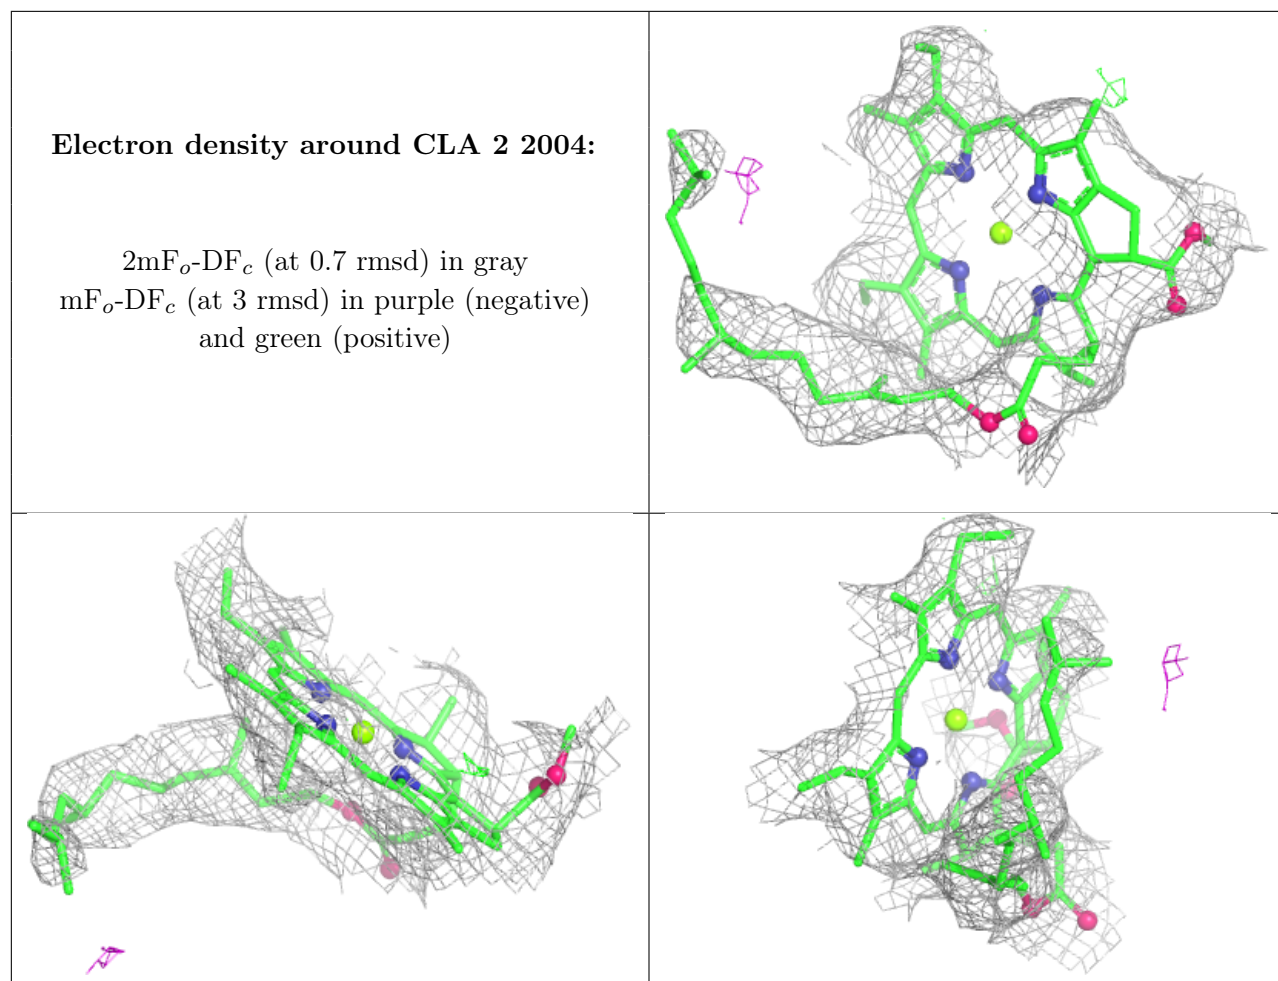 Electron density around CLA 2 2004:
2mFo-DFc (at 0.7 rmsd) in gray
mFo-DFc (at 3 rmsd) in purple (negative)
and green (positive)